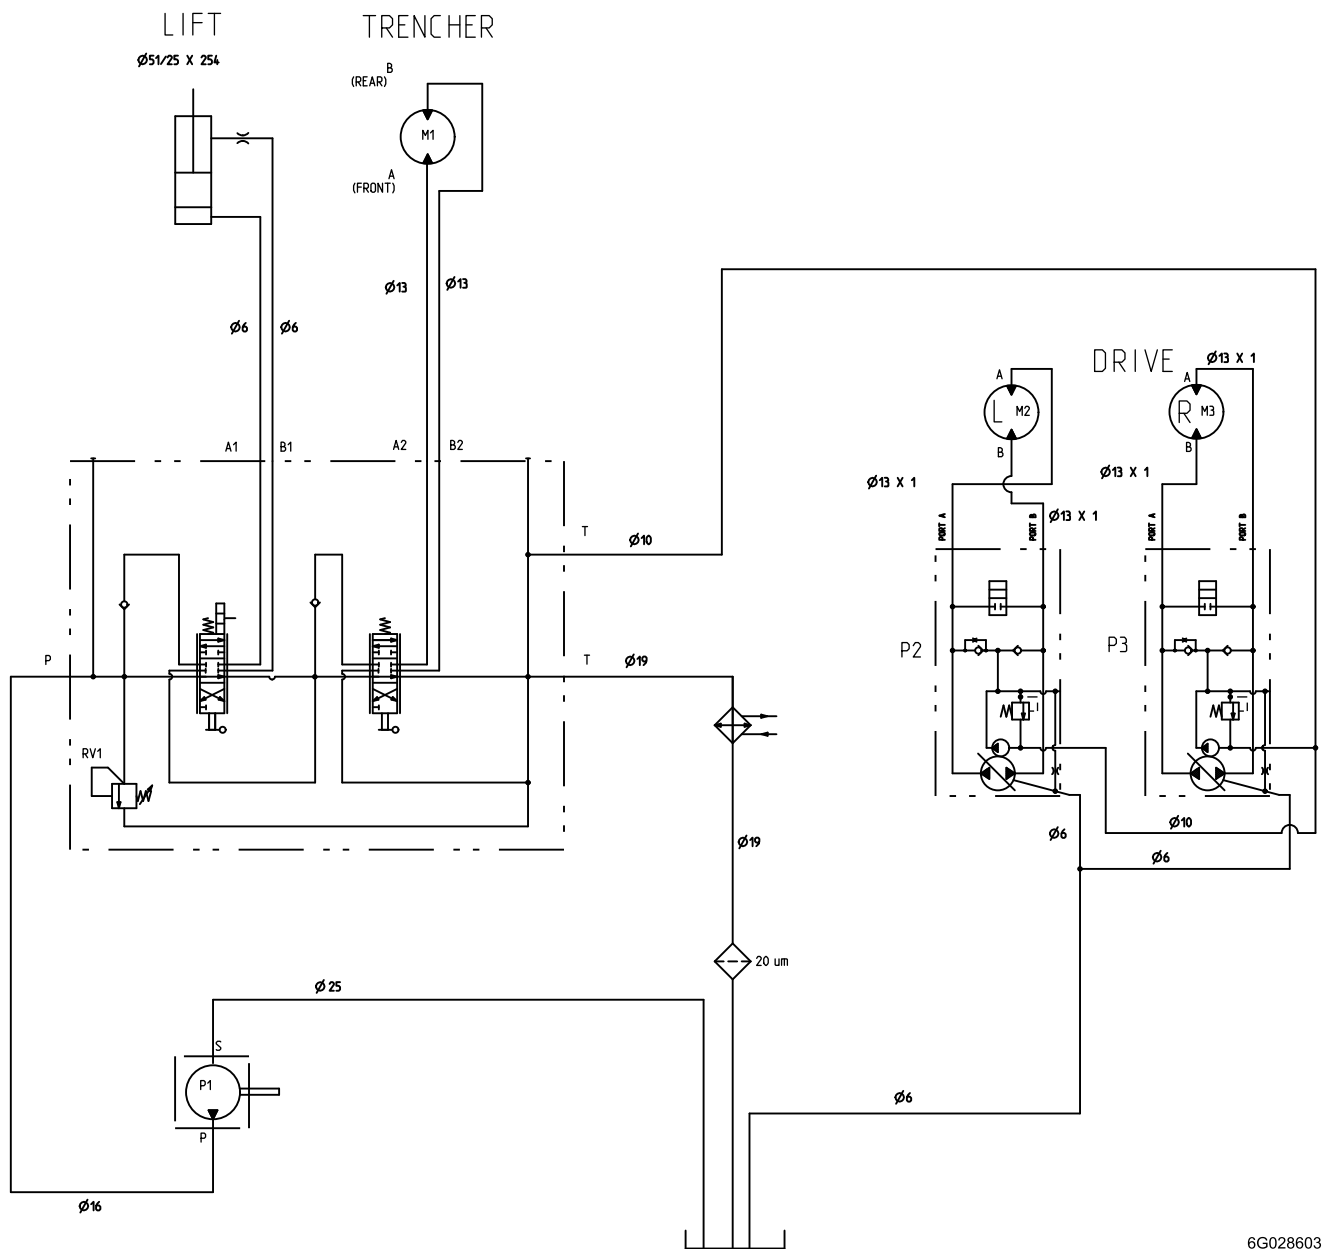 LIFT
TRENCHER
Ø51/25 X 254
B
(REAR)
M1
A
(FRONT)
Ø13
Ø13
Ø6
Ø6
DRIVE
Ø13 X 1
A
A
L
M2
R
M3
B
B
A1
B1
A2
B2
Ø13 X 1
Ø13 X 1
Ø13 X 1
PORT A
PORT B
PORT A
PORT B
T
Ø10
P2
P3
P
T
Ø19
RV1
Ø10
Ø6
Ø19
Ø6
20 um
Ø 25
S
P1
P
Ø6
Ø16
6G028603